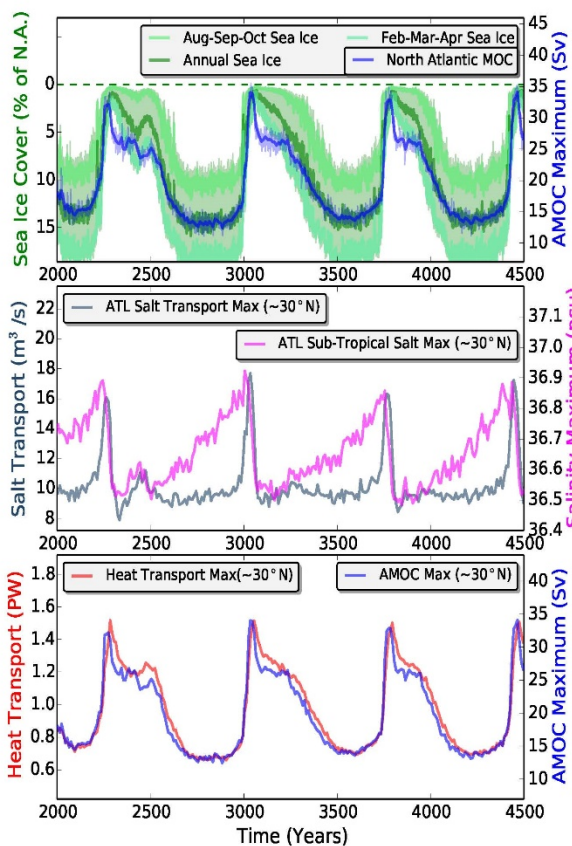 Aug-Sep-Oct Sea Ice
Feb-Mar-Apr Sea Ice
Annual Sea Ice
North Atlantic MOC
Sea Ice Cover (% of N.A.)
0
5
10
15
AMOC Maximum (Sv)
45
40
35
30
25
20
15
10
2000 2500 3000 3500 4000 4500
ATL Salt Transport Max (~30°N)
ATL Sub-Tropical Salt Max (~30°N)
Salt Transport (m³ /s)
22
20
18
16
14
12
10
8
Salinity Maximum (psu)
37.1
37.0
36.9
36.8
36.7
36.6
36.5
36.4
2000 2500 3000 3500 4000 4500
Heat Transport Max(~30°N)
AMOC Max (~30°N)
Heat Transport (PW)
1.8
1.6
1.4
1.2
1.0
0.8
0.6
AMOC Maximum (Sv)
40
35
30
25
20
15
10
2000 2500 3000 3500 4000 4500
Time (Years)